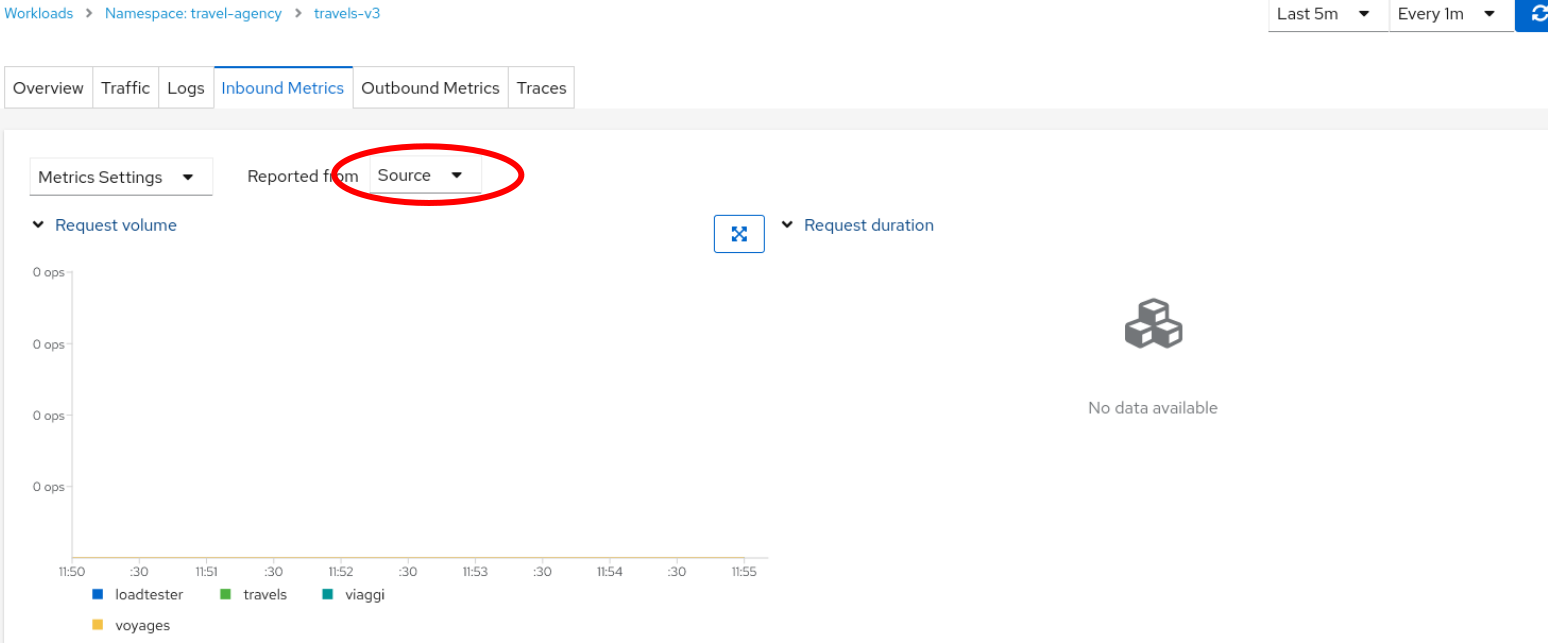 Workloads > Namespace: travel-agency > travels-v3
Last 5m Every 1m
Overview Traffic Logs Inbound Metrics Outbound Metrics Traces
Metrics Settings Reported from Source
Request volume
Request duration
0 ops
0 ops
0 ops
0 ops
No data available
11:50 :30 11:51 :30 11:52 :30 11:53 :30 11:54 :30 11:55
loadtester travels viaggi
voyages